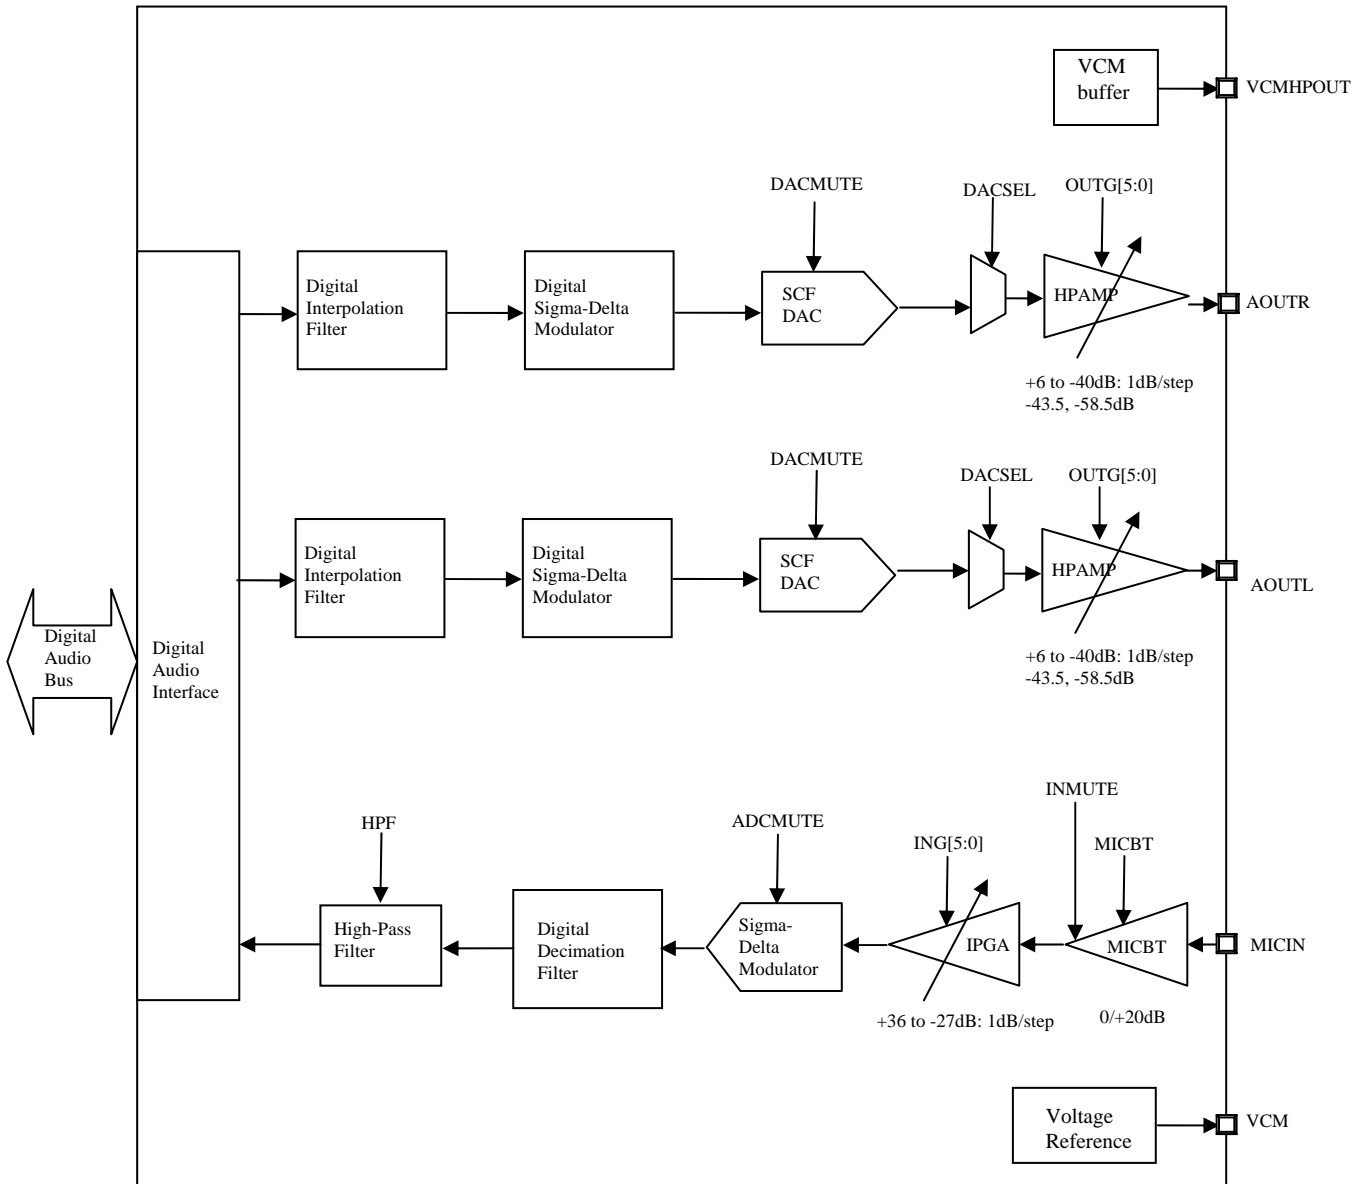 VCM
buffer
VCMHPOUT
DACMUTE
DACSEL
OUTG[5:0]
Digital
Interpolation
Filter
Digital
Sigma-Delta
Modulator
SCF
DAC
HPAMP
AOUTR
+6 to -40dB: 1dB/step
-43.5, -58.5dB
DACMUTE
DACSEL
OUTG[5:0]
Digital
Interpolation
Filter
Digital
Sigma-Delta
Modulator
SCF
DAC
HPAMP
AOUTL
+6 to -40dB: 1dB/step
-43.5, -58.5dB
Digital
Audio
Bus
Digital
Audio
Interface
HPF
ADCMUTE
ING[5:0]
INMUTE
MICBT
High-Pass
Filter
Digital
Decimation
Filter
Sigma-
Delta
Modulator
IPGA
MICBT
MICIN
+36 to -27dB: 1dB/step
0/+20dB
Voltage
Reference
VCM